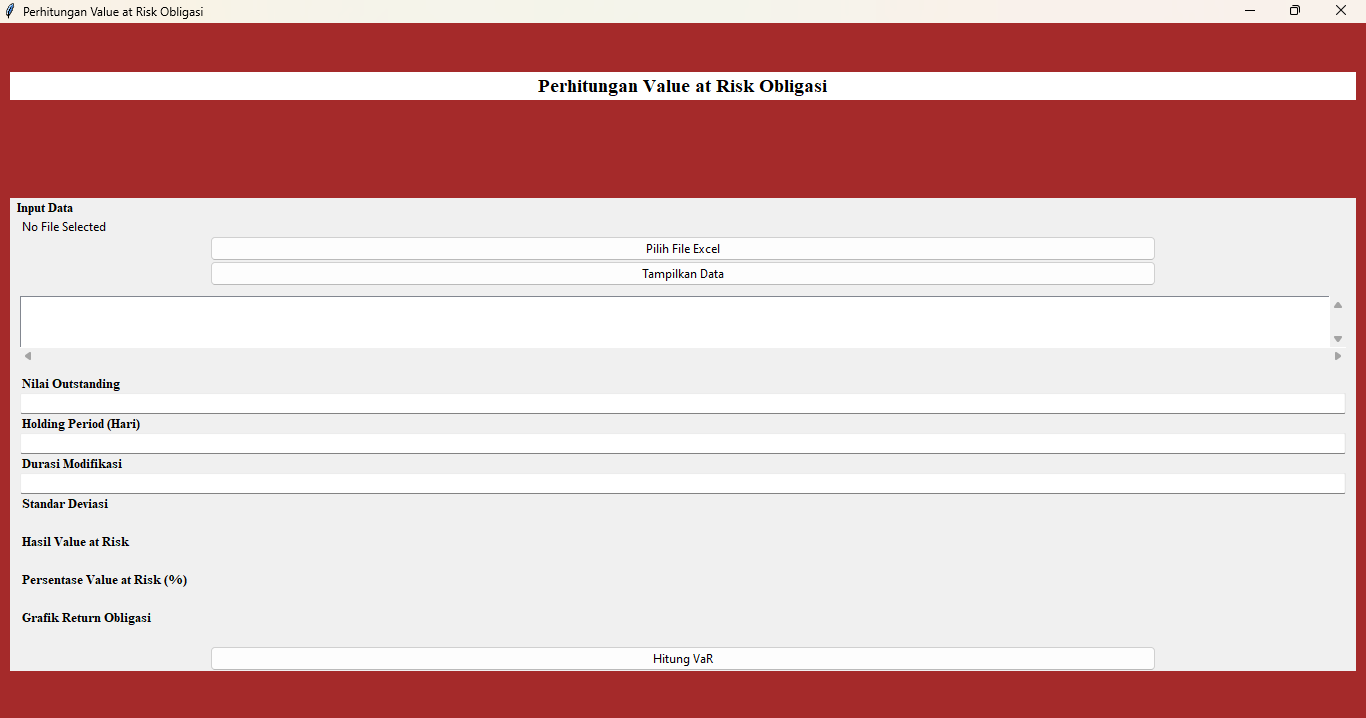 Perhitungan Value at Risk Obligasi
Perhitungan Value at Risk Obligasi
Input Data
No File Selected
Pilih File Excel
Tampilkan Data
Nilai Outstanding
Holding Period (Hari)
Durasi Modifikasi
Standar Deviasi
Hasil Value at Risk
Persentase Value at Risk (%)
Grafik Return Obligasi
Hitung VaR